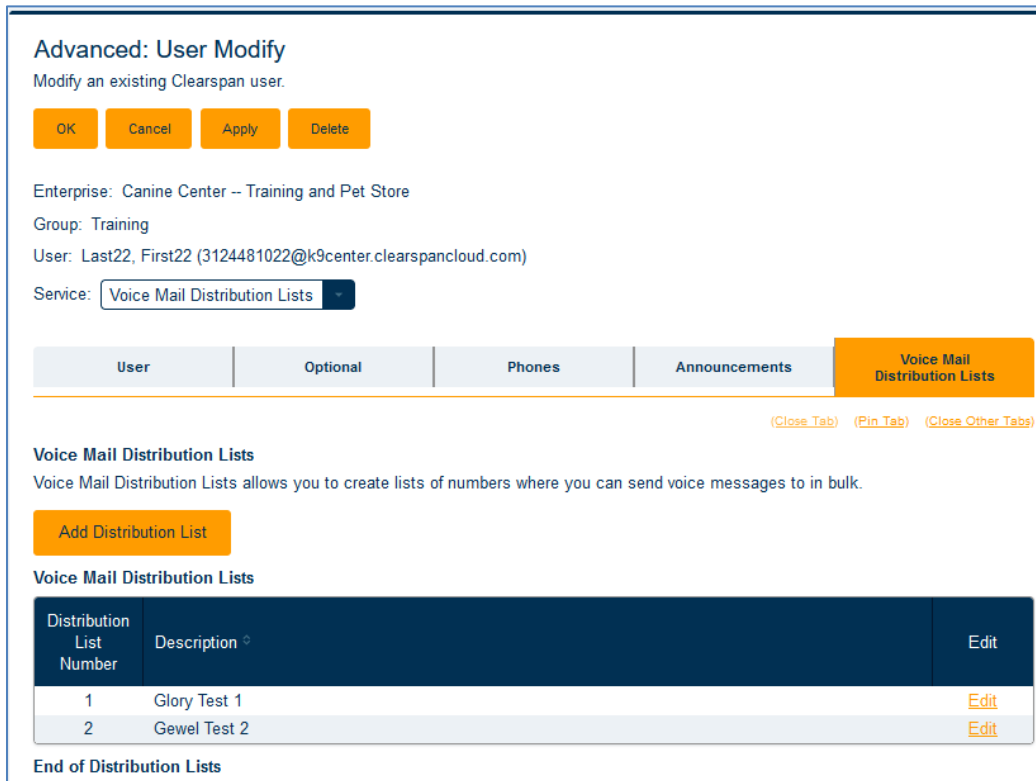 Advanced: User Modify
Modify an existing Clearspan user.
OK Cancel Apply Delete
Enterprise: Canine Center -- Training and Pet Store
Group: Training
User: Last22, First22 (3124481022@k9center.clearspancloud.com)
Service: Voice Mail Distribution Lists
User Optional Phones Announcements Voice Mail
Distribution Lists
(Close Tab) (Pin Tab) (Close Other Tabs)
Voice Mail Distribution Lists
Voice Mail Distribution Lists allows you to create lists of numbers where you can send voice messages to in bulk.
Add Distribution List
Voice Mail Distribution Lists
Distribution
List
Number
Description
Edit
1 Glory Test 1 Edit
2 Gewel Test 2 Edit
End of Distribution Lists